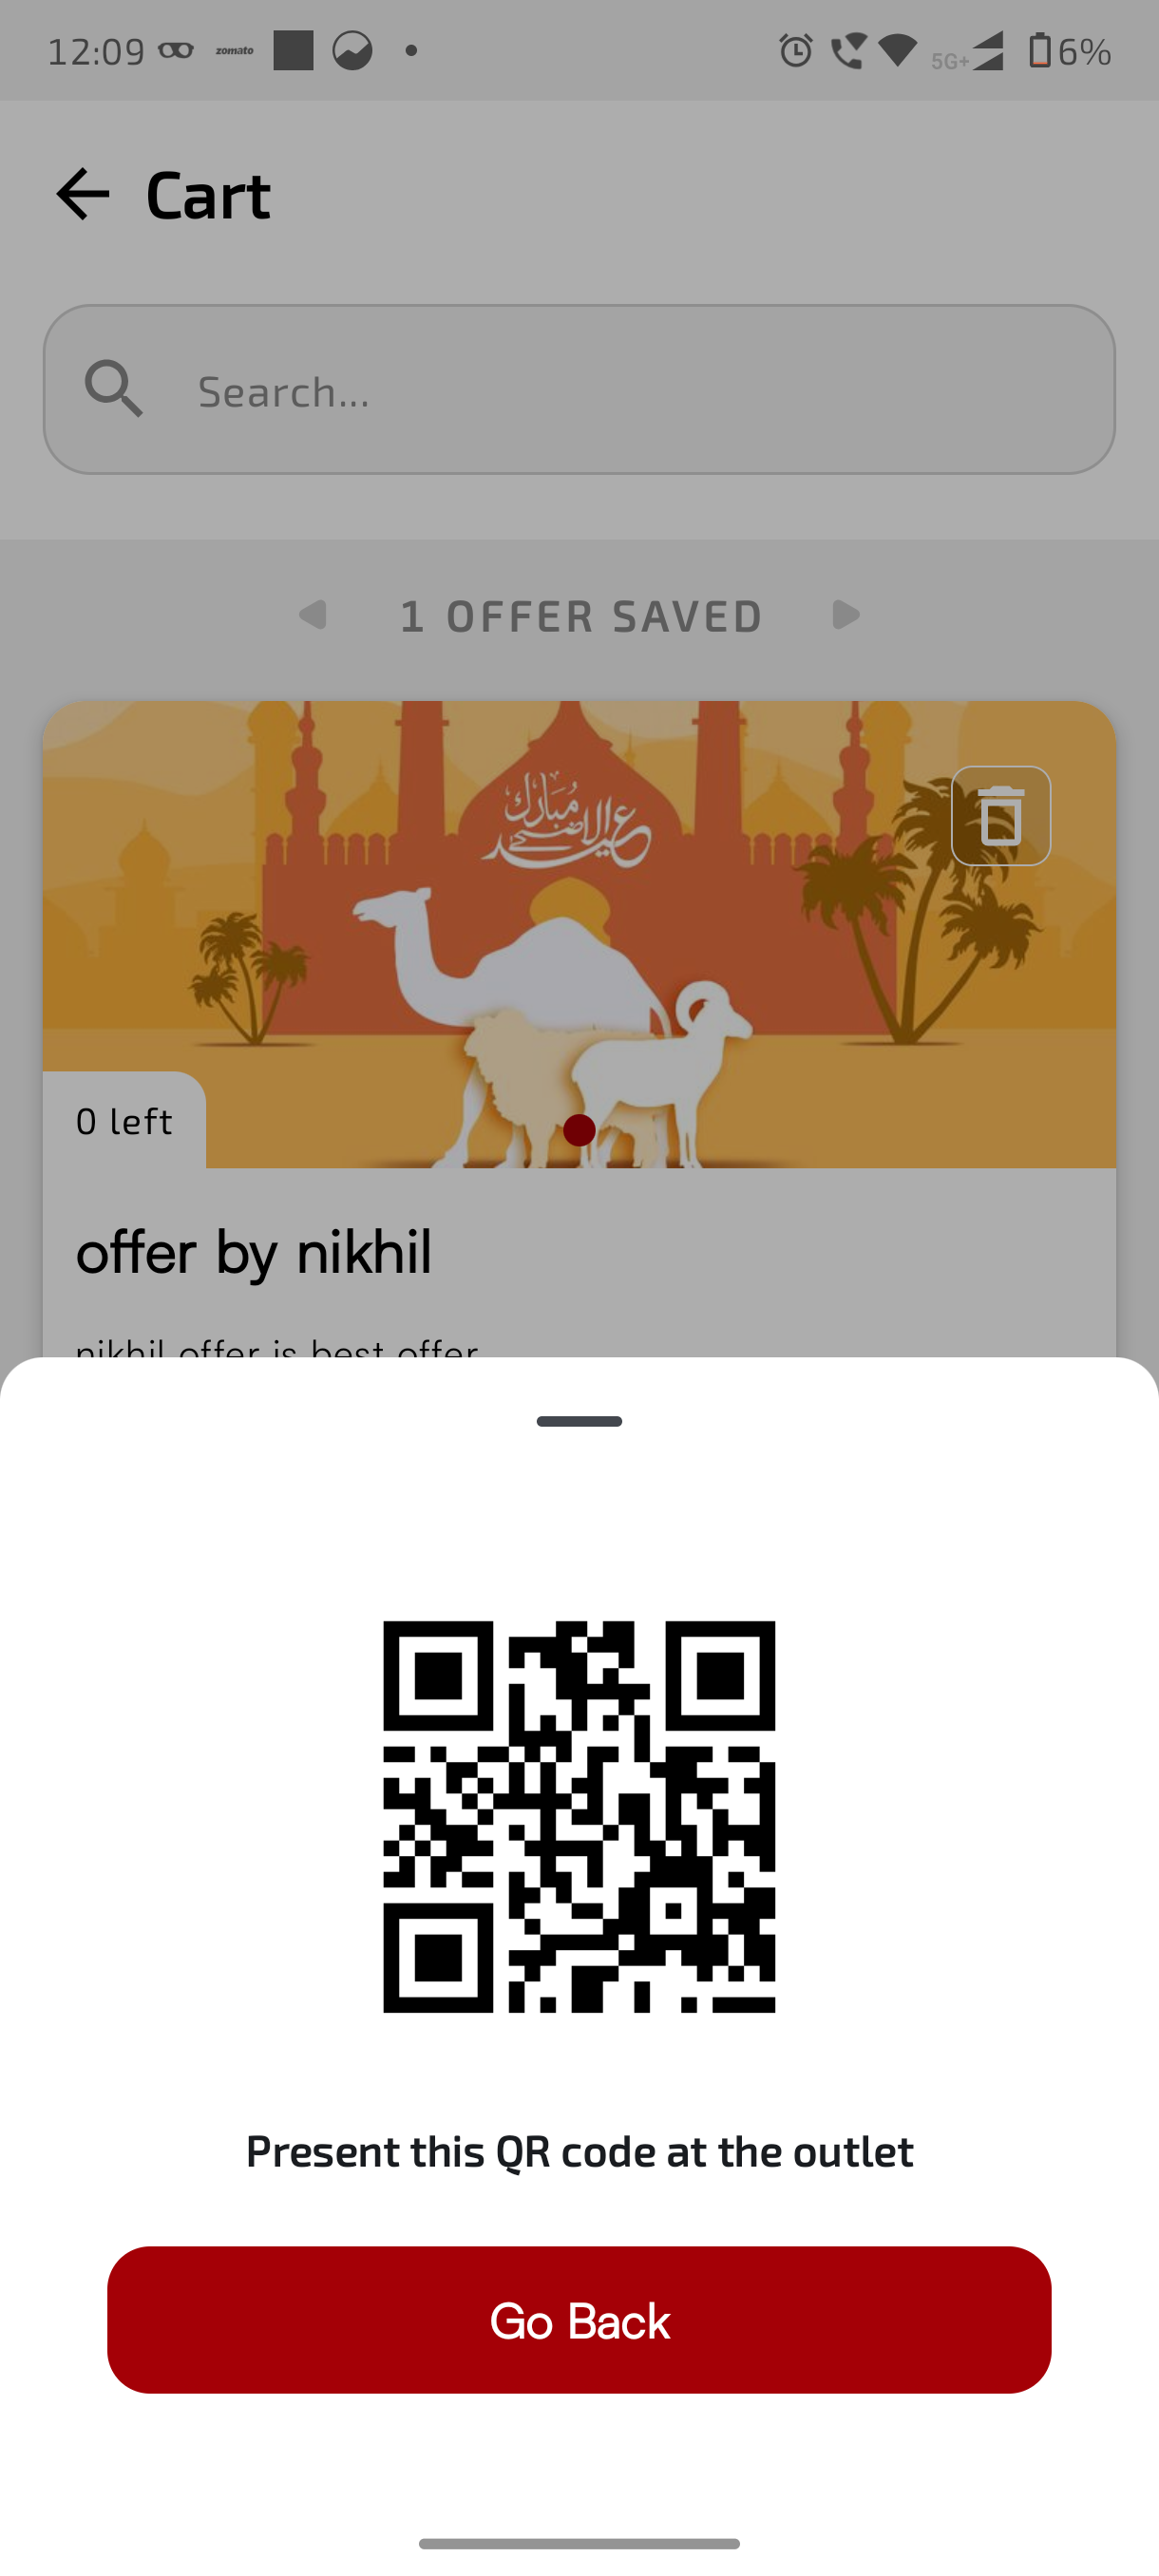 12:09
zomato
5G+
6%
Cart
Search...
1 OFFER SAVED
عيد الاضحى
مبارك
0 left
offer by nikhil
nikhil offer is best offer
Present this QR code at the outlet
Go Back